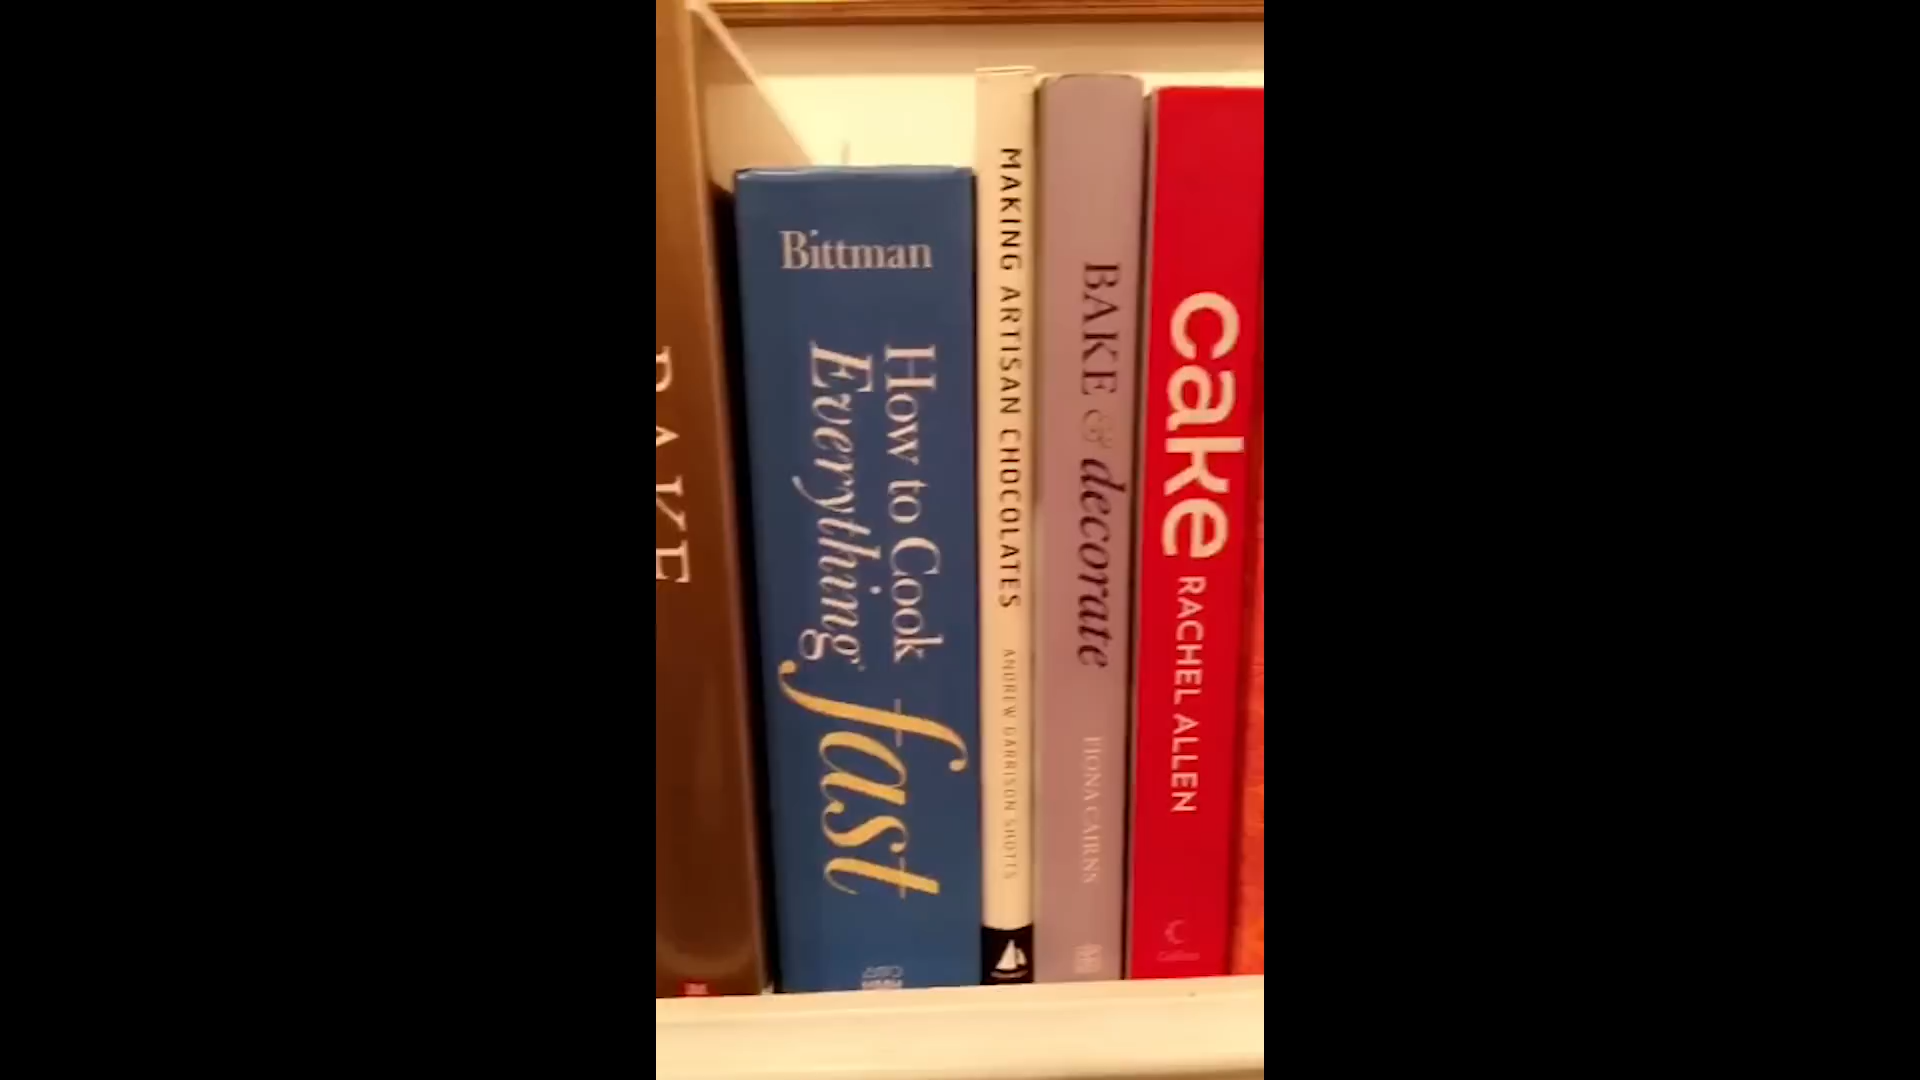 BAKE
Bittman
How to Cook
Everything
fast
MAKING ARTISAN CHOCOLATES
ANDREW GARRISON SHOTTS
BAKE & decorate
FIONA CAIRNS
cake
RACHEL ALLEN